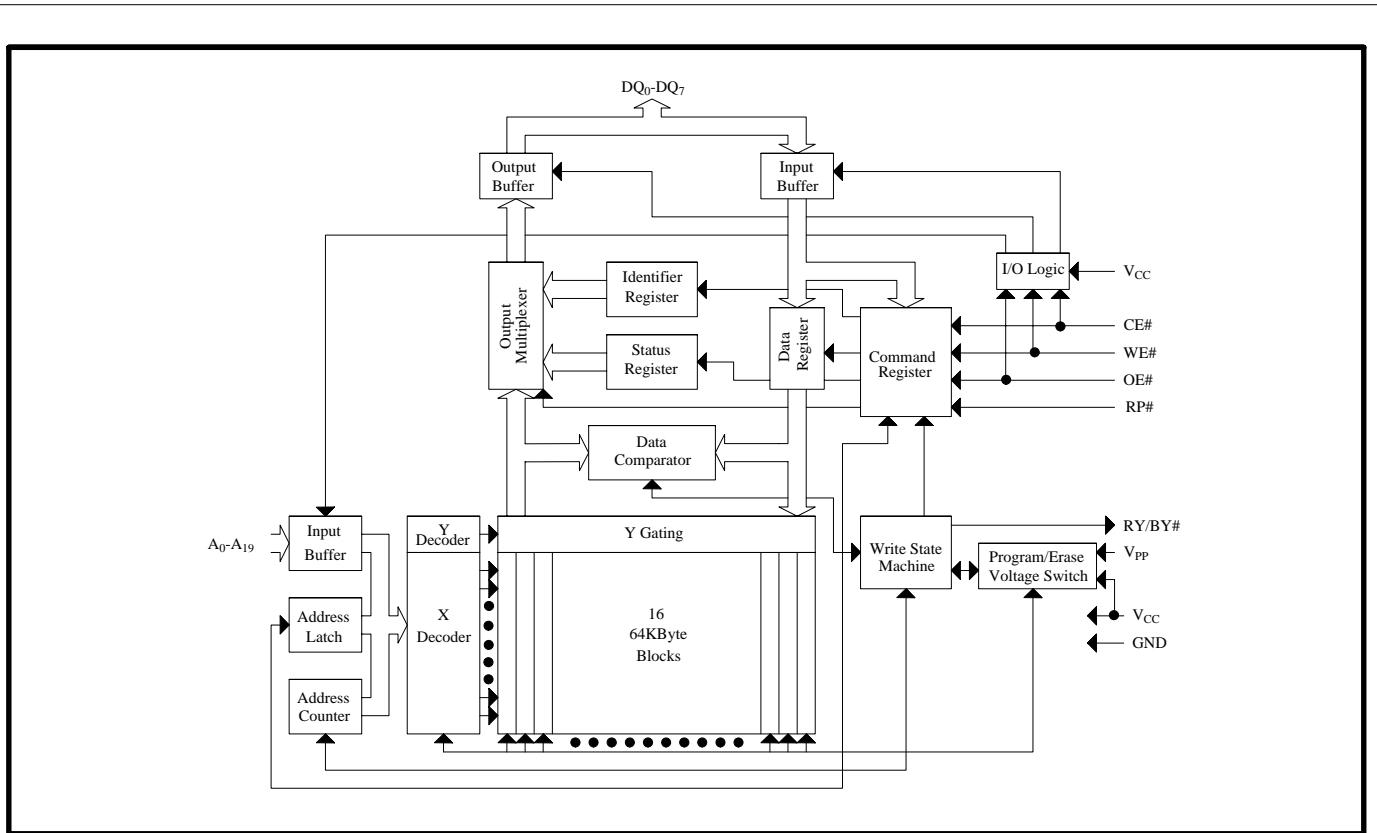 DQ0-DQ7
Output
Buffer
Input
Buffer
I/O Logic
VCC
Identifier
Register
Output
Multiplexer
Data
Register
CE#
Status
Register
Command
Register
WE#
OE#
RP#
Data
Comparator
A0-A19
Input
Buffer
Y
Decoder
Y Gating
Write State
Machine
RY/BY#
Program/Erase
Voltage Switch
VPP
Address
Latch
X
Decoder
16
64KByte
Blocks
VCC
GND
Address
Counter